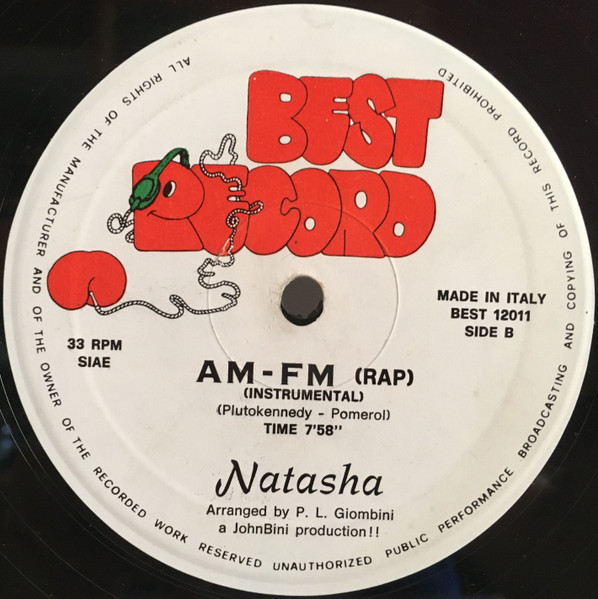 ALL RIGHTS OF THE MANUFACTURER AND OF THE OWNER OF THE RECORDED WORK RESERVED UNAUTHORIZED PUBLIC PERFORMANCE BROADCASTING AND COPYING OF THIS RECORD PROHIBITED
BEST
RECORD
MADE IN ITALY
BEST 12011
SIDE B
33 RPM
SIAE
AM-FM (RAP)
(INSTRUMENTAL)
(Plutokennedy - Pomerol)
TIME 7'58"
Natasha
Arranged by P. L. Giombini
a JohnBini production!!